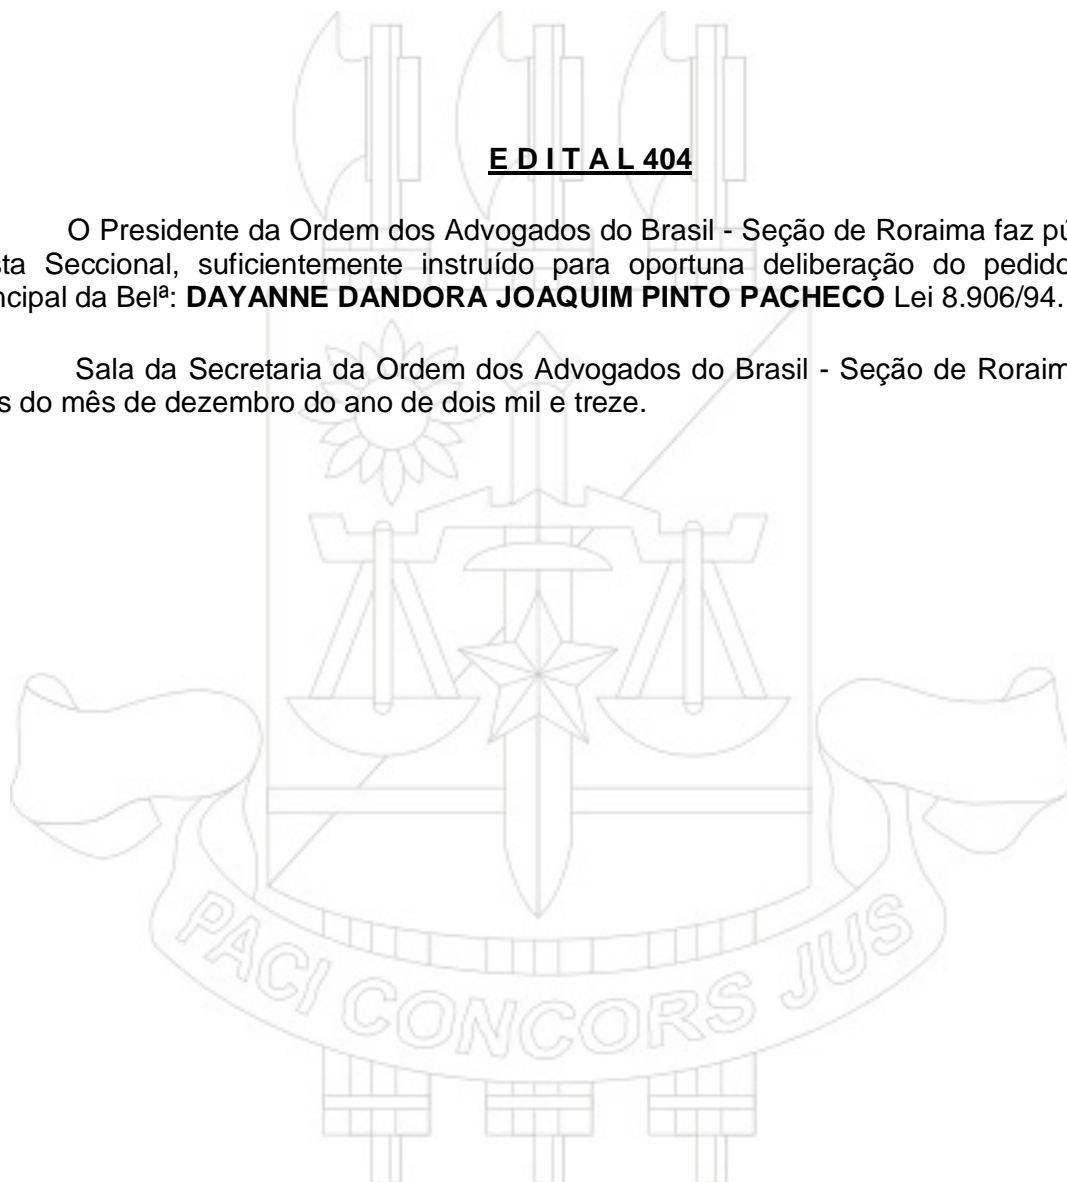 E D I T A L 404
O Presidente da Ordem dos Advogados do Brasil - Seção de Roraima faz pú
sta Seccional, suficientemente instruído para oportuna deliberação do pedido
ncipal da Belª: DAYANNE DANDORA JOAQUIM PINTO PACHECO Lei 8.906/94.
Sala da Secretaria da Ordem dos Advogados do Brasil - Seção de Roraim
s do mês de dezembro do ano de dois mil e treze.
PACI CONCORS JUS